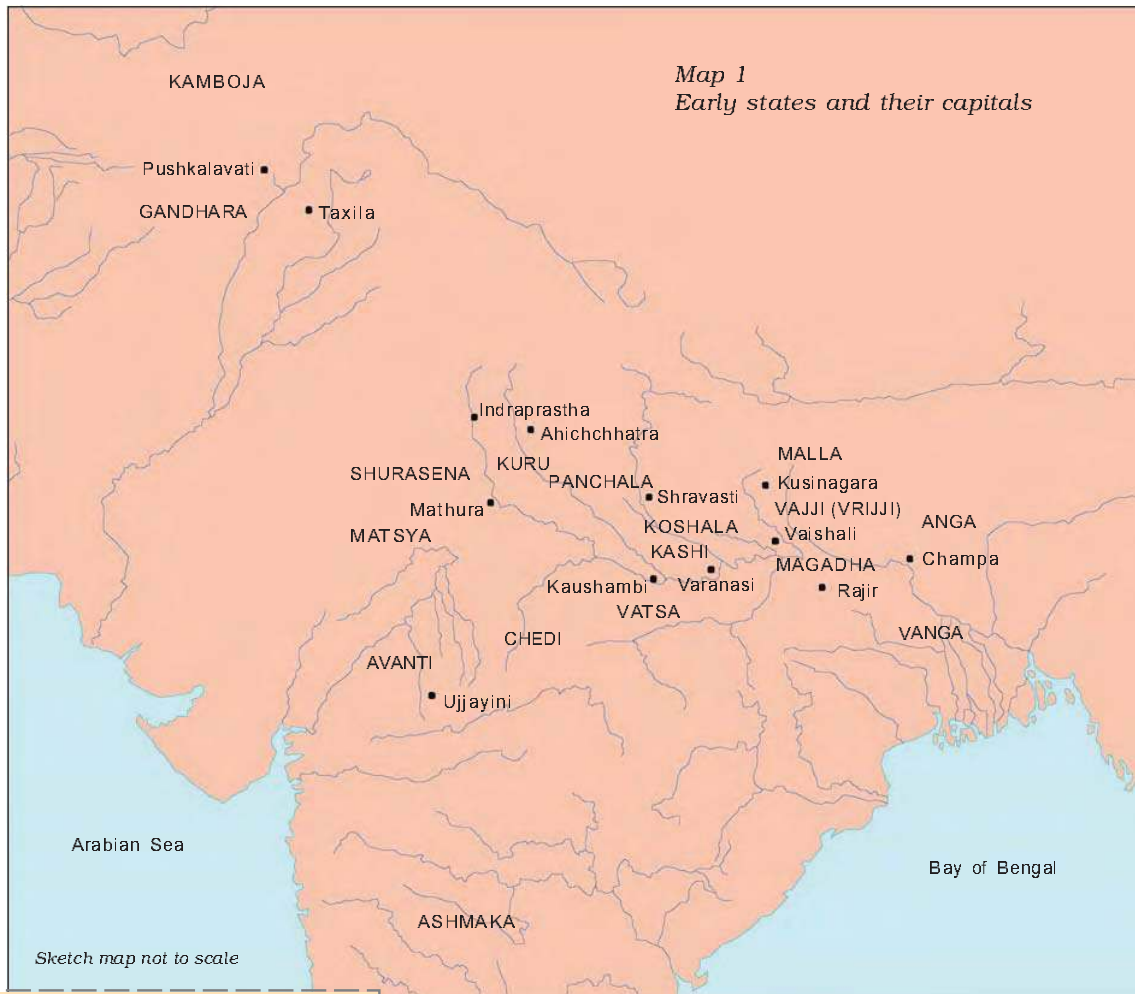 Map 1
Early states and their capitals
KAMBOJA
Pushkalavati
GANDHARA
Taxila
Indraprastha
Ahichchhatra
MALLA
KURU
SHURASENA
PANCHALA
Kusinagara
Shravasti
Mathura
VAJJI (VRIJJI)
ANGA
KOSHALA
MATSYA
Vaishali
KASHI
Champa
MAGADHA
Kaushambi
Varanasi
Rajir
VATSA
VANGA
CHEDI
AVANTI
Ujjayini
Arabian Sea
Bay of Bengal
ASHMAKA
Sketch map not to scale